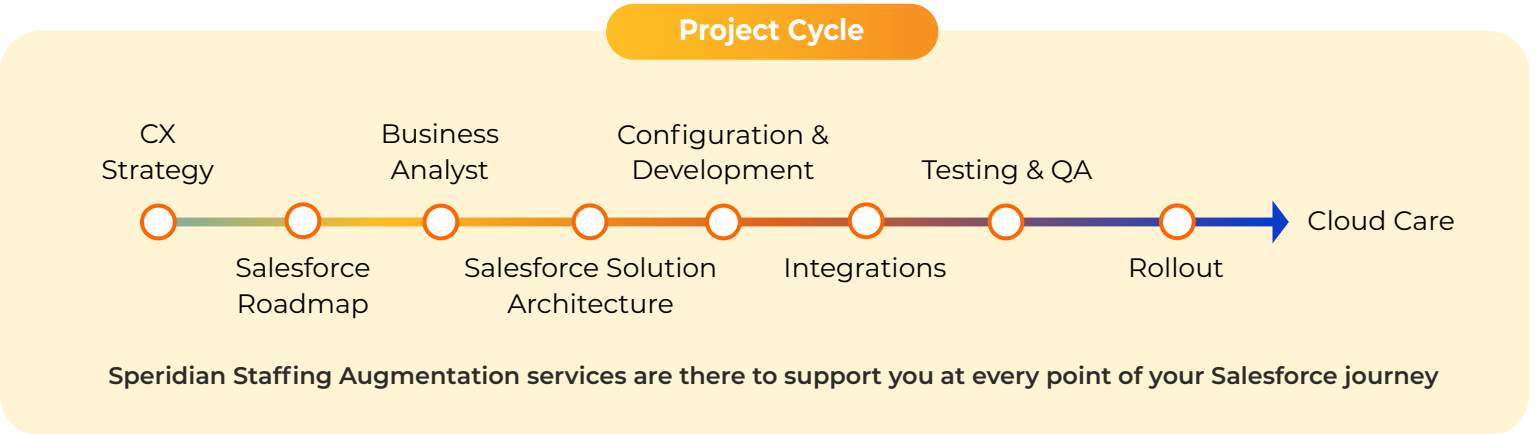 Project Cycle
CX
Strategy
Business
Analyst
Configuration &
Development
Testing & QA
Cloud Care
Salesforce
Roadmap
Salesforce Solution
Architecture
Integrations
Rollout
Speridian Staffing Augmentation services are there to support you at every point of your Salesforce journey